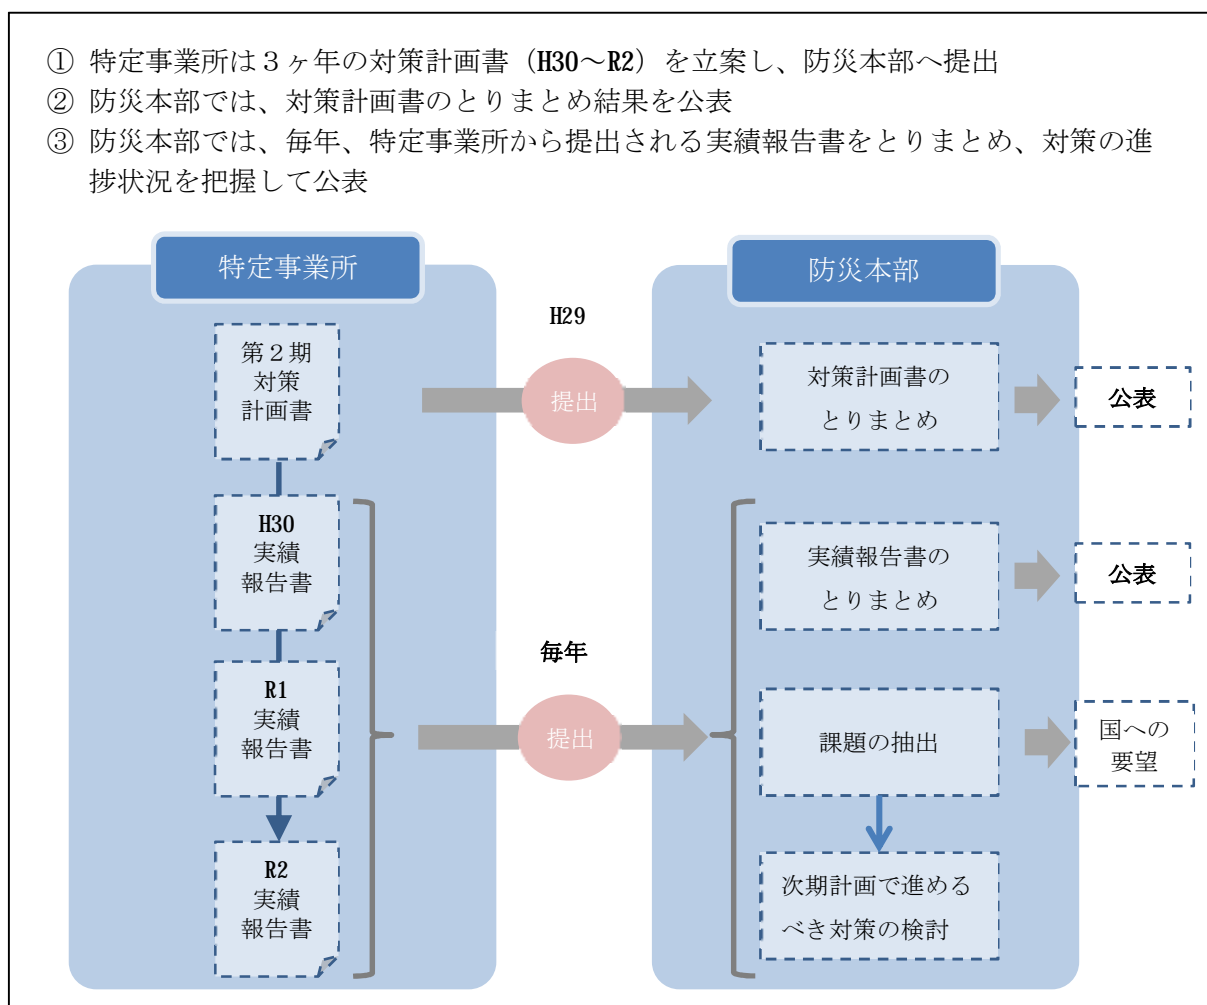 ① 特定事業所は３ヶ年の対策計画書（H30～R2）を立案し、防災本部へ提出
② 防災本部では、対策計画書のとりまとめ結果を公表
③ 防災本部では、毎年、特定事業所から提出される実績報告書をとりまとめ、対策の進
捗状況を把握して公表
特定事業所
防災本部
H29
第２期
対策
計画書
提出
対策計画書の
とりまとめ
公表
H30
実績
報告書
実績報告書の
とりまとめ
公表
毎年
R1
実績
報告書
提出
課題の抽出
国への
要望
R2
実績
報告書
次期計画で進める
べき対策の検討